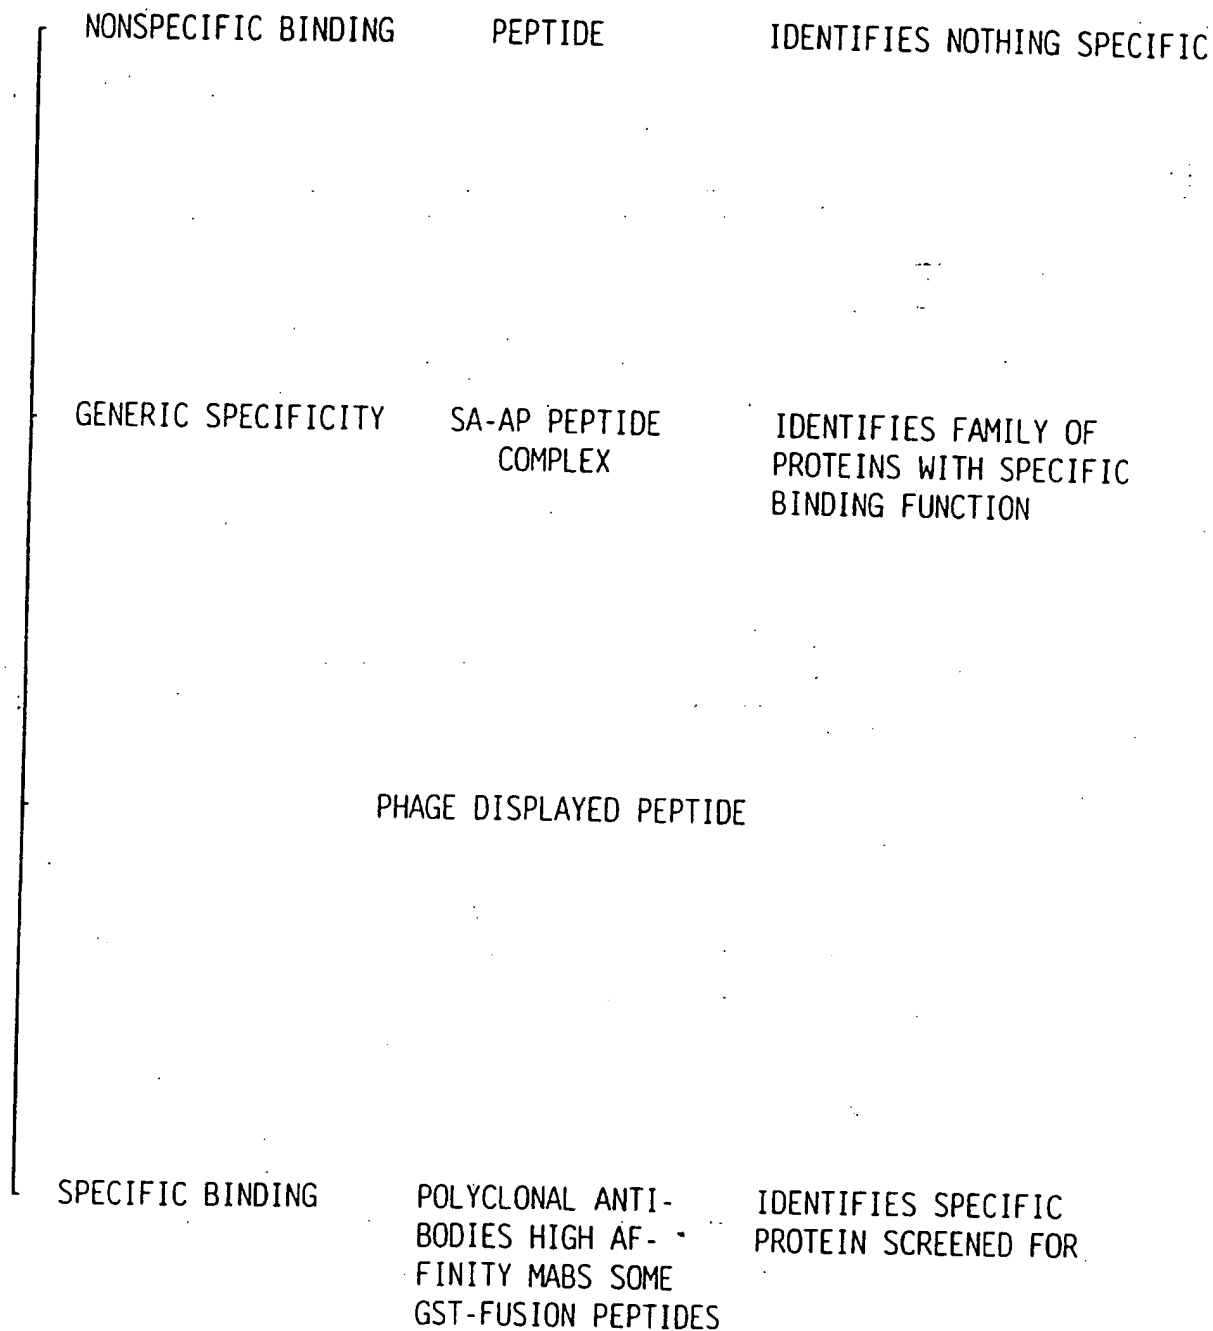 NONSPECIFIC BINDING PEPTIDE IDENTIFIES NOTHING SPECIFIC
GENERIC SPECIFICITY
SA-AP PEPTIDE
COMPLEX
IDENTIFIES FAMILY OF
PROTEINS WITH SPECIFIC
BINDING FUNCTION
PHAGE DISPLAYED PEPTIDE
SPECIFIC BINDING
POLYCLONAL ANTI-
BODIES HIGH AF-
FINITY MABS SOME
GST-FUSION PEPTIDES
IDENTIFIES SPECIFIC
PROTEIN SCREENED FOR